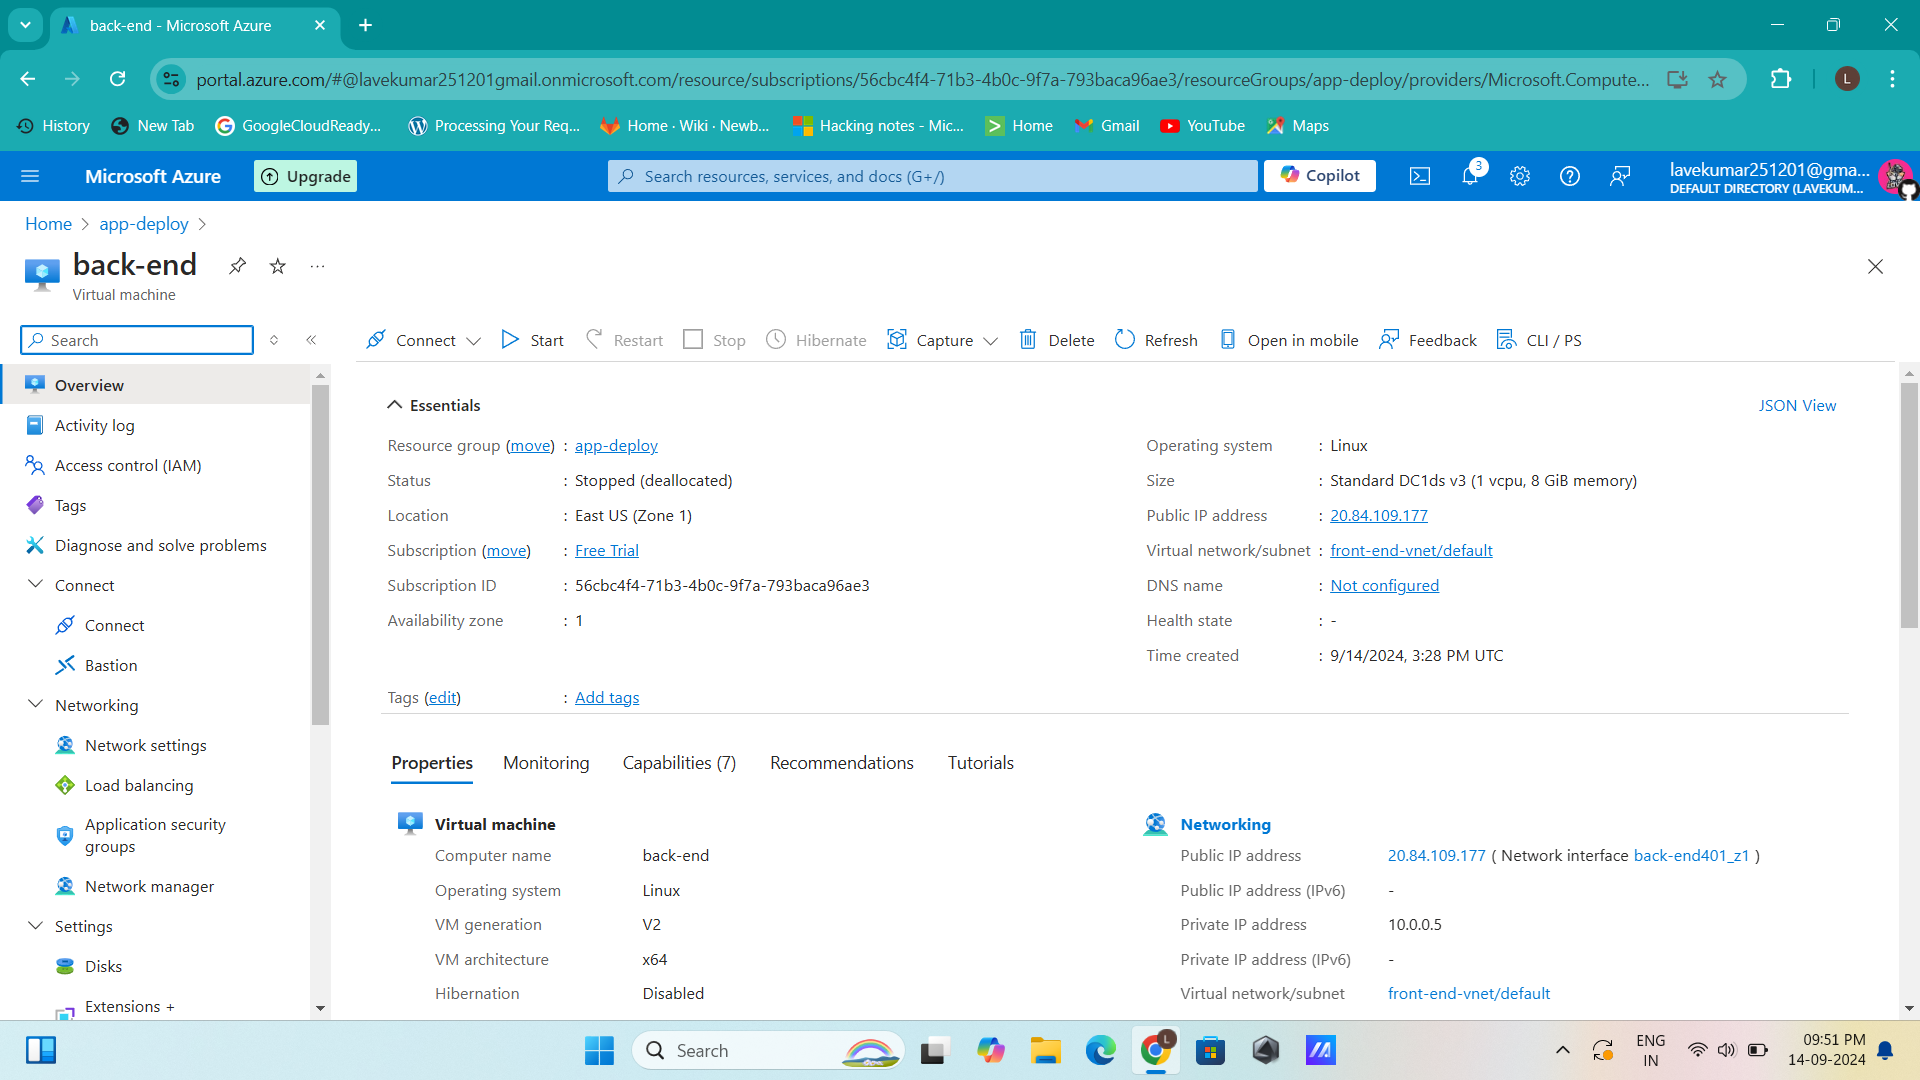 back-end - Microsoft Azure
portal.azure.com/#@lavekumar251201gmail.onmicrosoft.com/resource/subscriptions/56cbc4f4-71b3-4b0c-9f7a-793baca96ae3/resourceGroups/app-deploy/providers/Microsoft.Compute...
L
History
New Tab
GoogleCloudReady...
Processing Your Req...
Home · Wiki · Newb...
Hacking notes - Mic...
Home
Gmail
YouTube
Maps
Microsoft Azure
Upgrade
Search resources, services, and docs (G+/)
Copilot
3
lavekumar251201@gma...
DEFAULT DIRECTORY (LAVEKUM...
Home > app-deploy >
back-end
Virtual machine
Search
Connect
Start
Restart
Stop
Hibernate
Capture
Delete
Refresh
Open in mobile
Feedback
CLI / PS
Overview
Activity log
Access control (IAM)
Tags
Diagnose and solve problems
Connect
Connect
Bastion
Networking
Network settings
Load balancing
Application security
groups
Network manager
Settings
Disks
Extensions +
Essentials
JSON View
Resource group (move) : app-deploy
Status : Stopped (deallocated)
Location : East US (Zone 1)
Subscription (move) : Free Trial
Subscription ID : 56cbc4f4-71b3-4b0c-9f7a-793baca96ae3
Availability zone : 1
Operating system : Linux
Size : Standard DC1ds v3 (1 vcpu, 8 GiB memory)
Public IP address : 20.84.109.177
Virtual network/subnet : front-end-vnet/default
DNS name : Not configured
Health state : -
Time created : 9/14/2024, 3:28 PM UTC
Tags (edit) : Add tags
Properties
Monitoring
Capabilities (7)
Recommendations
Tutorials
Virtual machine
Computer name back-end
Operating system Linux
VM generation V2
VM architecture x64
Hibernation Disabled
Networking
Public IP address 20.84.109.177 ( Network interface back-end401_z1 )
Public IP address (IPv6) -
Private IP address 10.0.0.5
Private IP address (IPv6) -
Virtual network/subnet front-end-vnet/default
Search
L
ENG
IN
09:51 PM
14-09-2024